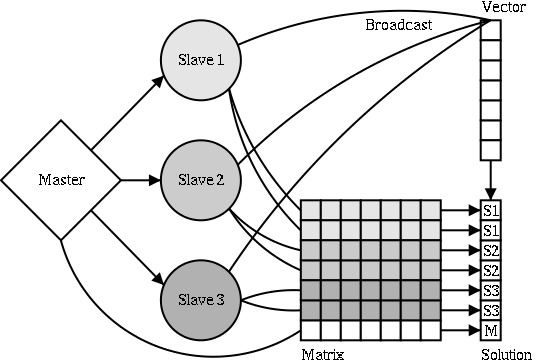 Vector
Broadcast
Slave 1
Master
Slave 2
Slave 3
S1
S1
S2
S2
S3
S3
M
Matrix
Solution